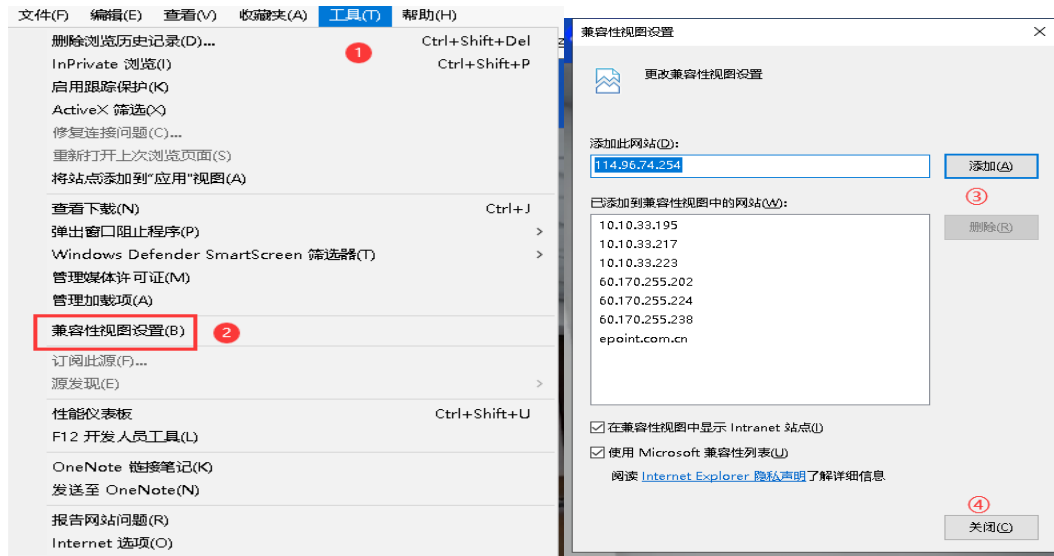 文件(F) 编辑(E) 查看(V) 收藏夹(A) 工具(T) 帮助(H)
删除浏览历史记录(D)... Ctrl+Shift+Del
①
InPrivate 浏览(I) Ctrl+Shift+P
启用跟踪保护(K)
ActiveX 筛选(X)
修复连接问题(C)...
重新打开上次浏览页面(S)
将站点添加到“应用”视图(A)
查看下载(N) Ctrl+J
弹出窗口阻止程序(P) >
Windows Defender SmartScreen 筛选器(T) >
管理媒体许可证(M)
管理加载项(A)
兼容性视图设置(B) ②
订阅此源(F)...
源发现(E) >
性能仪表板 Ctrl+Shift+U
F12 开发人员工具(L)
OneNote 链接笔记(K)
发送至 OneNote(N)
报告网站问题(R)
Internet 选项(O)
兼容性视图设置
更改兼容性视图设置
添加此网站(D):
114.96.74.254 添加(A)
③
已添加到兼容性视图中的网站(W):
删除(R)
10.10.33.195
10.10.33.217
10.10.33.223
60.170.255.202
60.170.255.224
60.170.255.238
epoint.com.cn
在兼容性视图中显示 Intranet 站点(I)
使用 Microsoft 兼容性列表(U)
阅读 Internet Explorer 隐私声明了解详细信息
④
关闭(C)